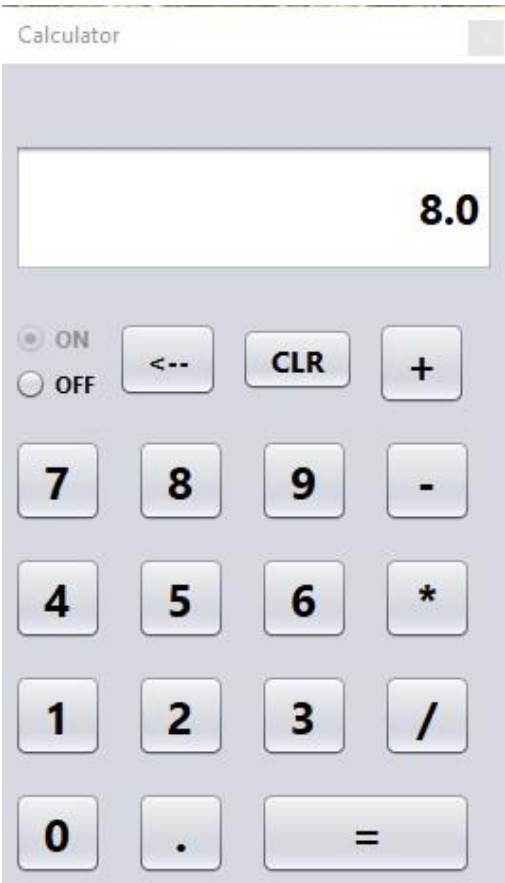 Calculator
8.0
ON
OFF
<--
CLR
+
7 8 9 -
4 5 6 *
1 2 3 /
0 . =